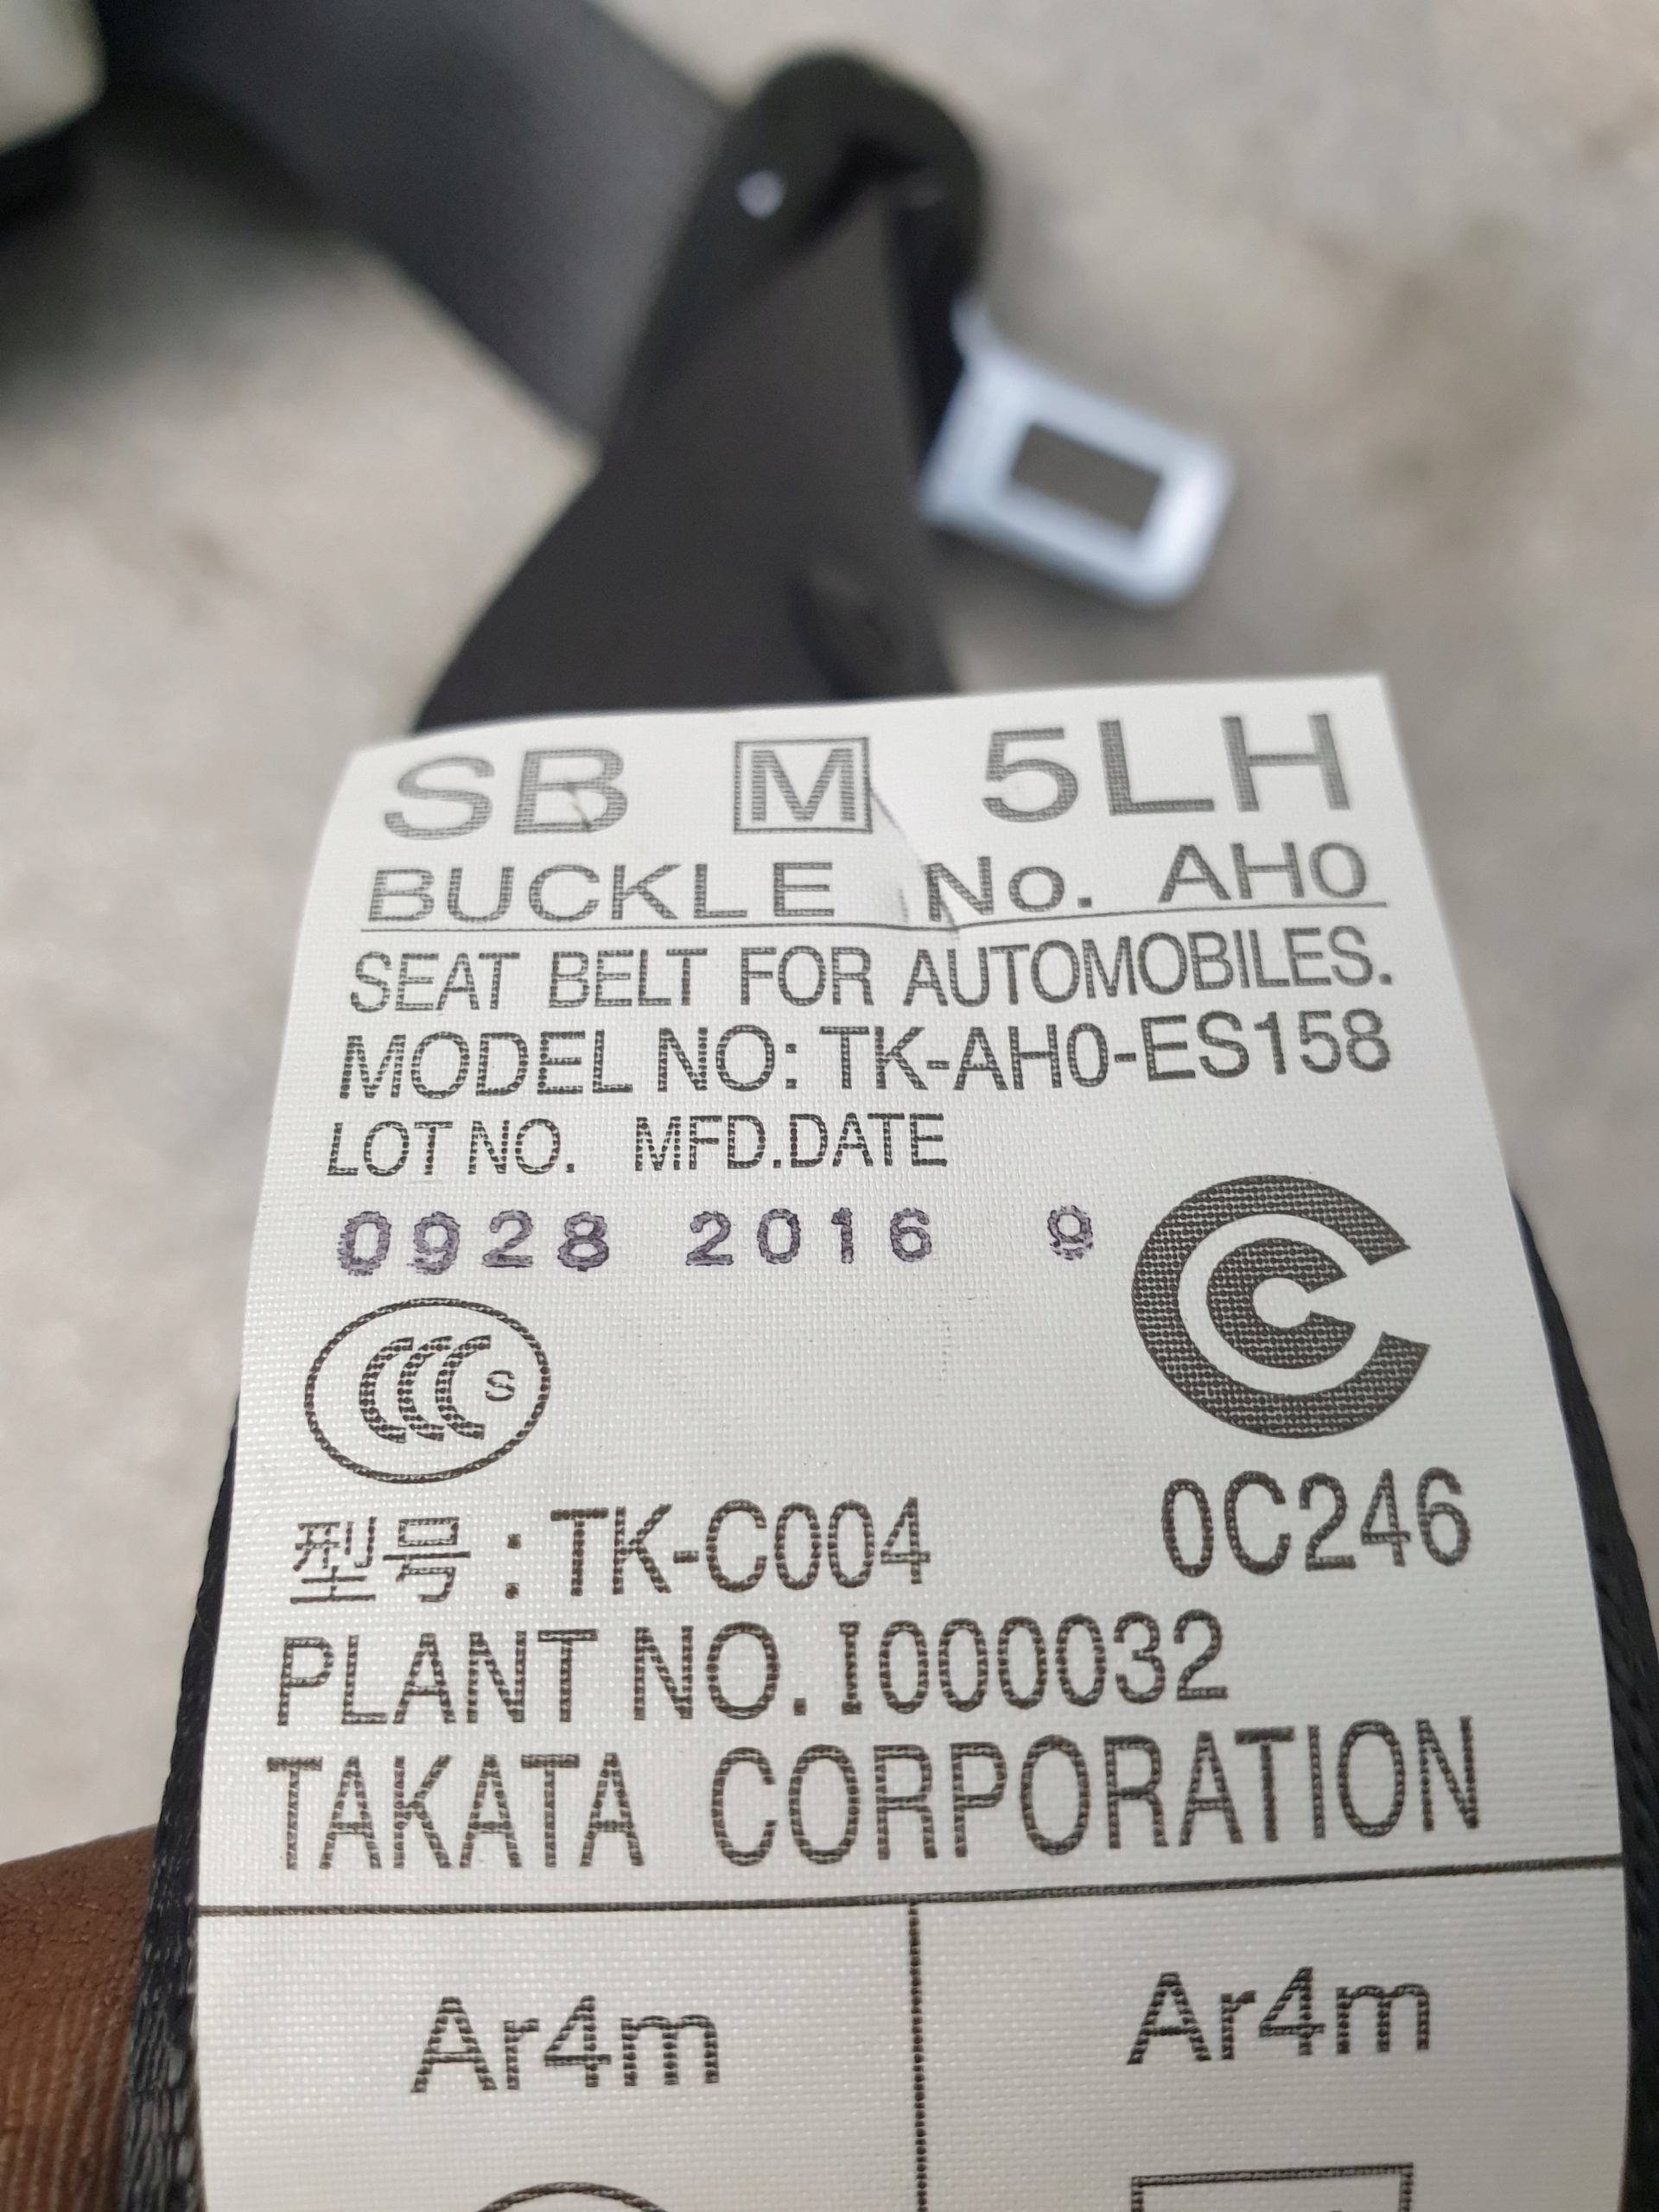 SB M 5LH
BUCKLE No. AH0
SEAT BELT FOR AUTOMOBILES.
MODEL NO: TK-AH0-ES158
LOT NO. MFD.DATE
0928 2016 9
CCC S
C
型号: TK-C004 0C246
PLANT NO. I000032
TAKATA CORPORATION
Ar4m Ar4m